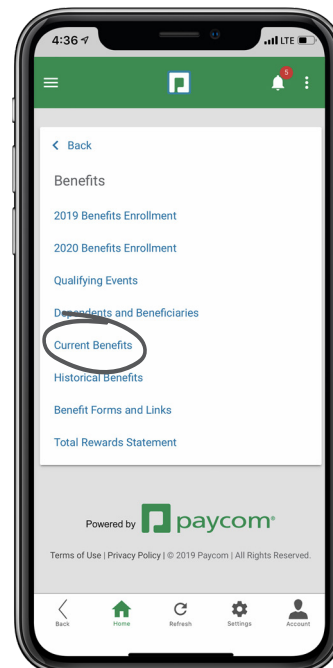 4:36 LTE
5
Back
Benefits
2019 Benefits Enrollment
2020 Benefits Enrollment
Qualifying Events
Dependents and Beneficiaries
Current Benefits
Historical Benefits
Benefit Forms and Links
Total Rewards Statement
Powered by paycom®
Terms of Use | Privacy Policy | © 2019 Paycom | All Rights Reserved.
Back Home Refresh Settings Account